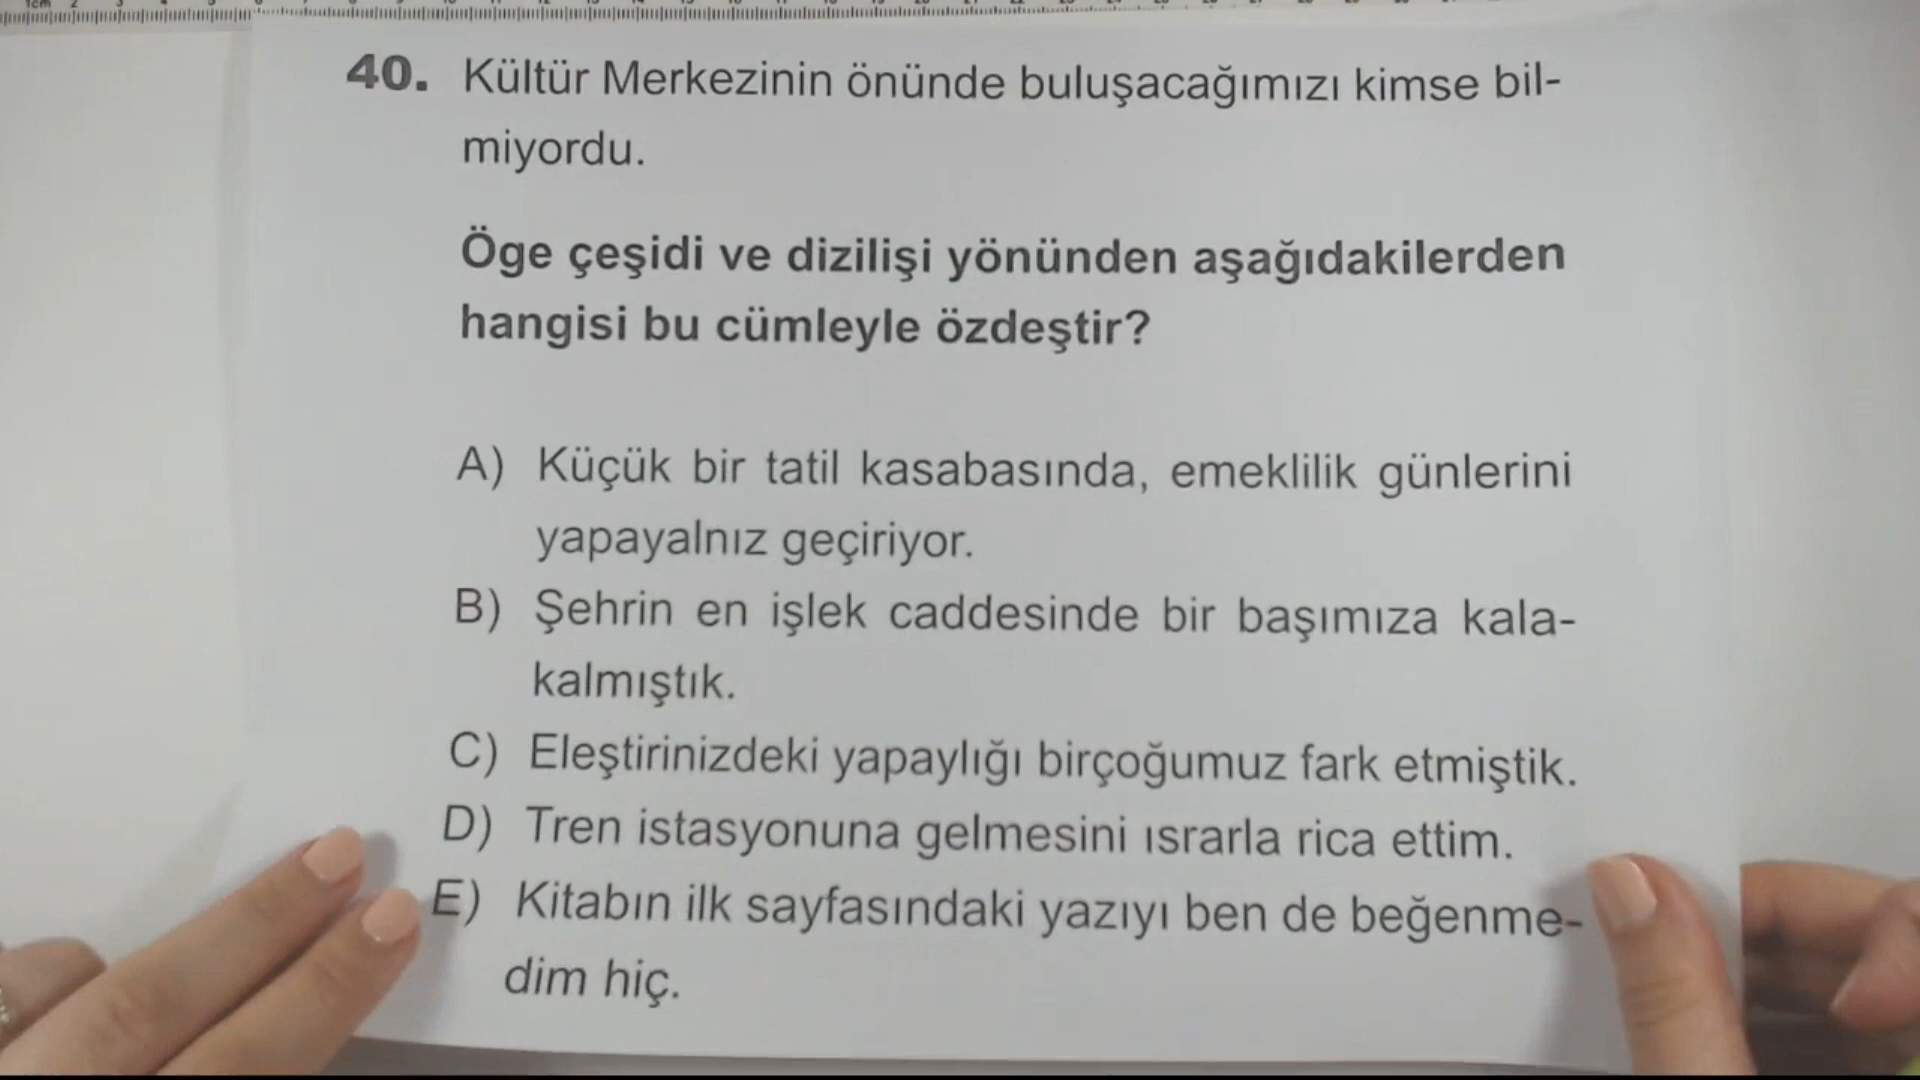 40. Kültür Merkezinin önünde buluşacağımızı kimse bil-
miyordu.
Öge çeşidi ve dizilişi yönünden aşağıdakilerden
hangisi bu cümleyle özdeştir?
A) Küçük bir tatil kasabasında, emeklilik günlerini
yapayalnız geçiriyor.
B) Şehrin en işlek caddesinde bir başımıza kala-
kalmıştık.
C) Eleştirinizdeki yapaylığı birçoğumuz fark etmiştik.
D) Tren istasyonuna gelmesini ısrarla rica ettim.
E) Kitabın ilk sayfasındaki yazıyı ben de beğenme-
dim hiç.